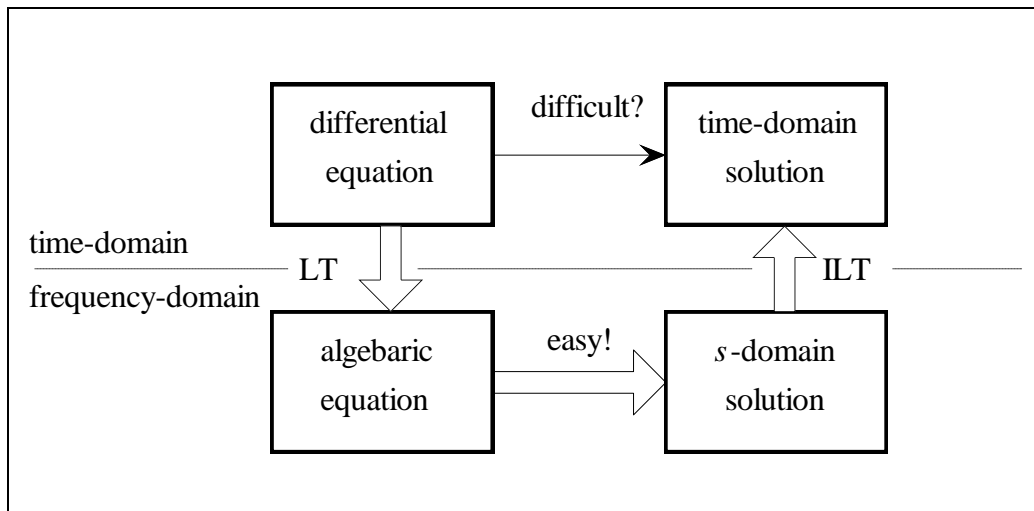 differential
equation
difficult?
time-domain
solution
time-domain
LT
ILT
frequency-domain
algebaric
equation
easy!
s-domain
solution